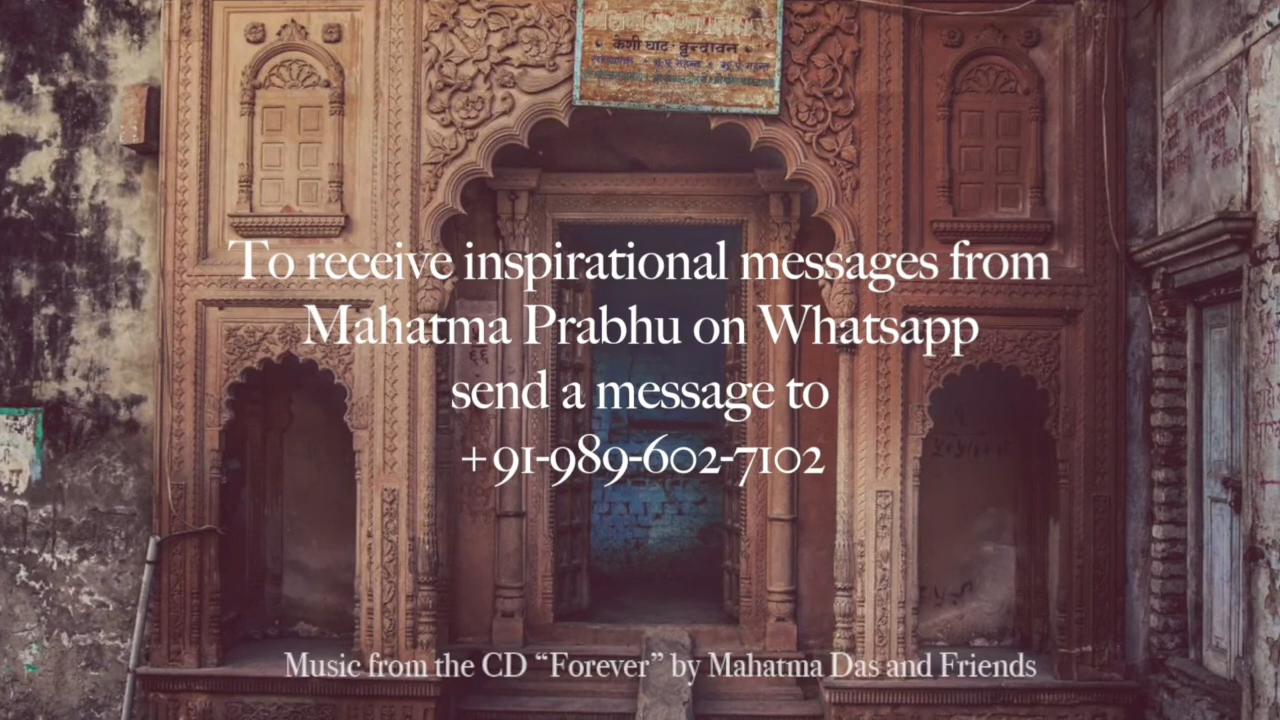 केशी घाट • वृन्दावन
To receive inspirational messages from
Mahatma Prabhu on Whatsapp
send a message to
+91-989-602-7102
Music from the CD “Forever” by Mahatma Das and Friends